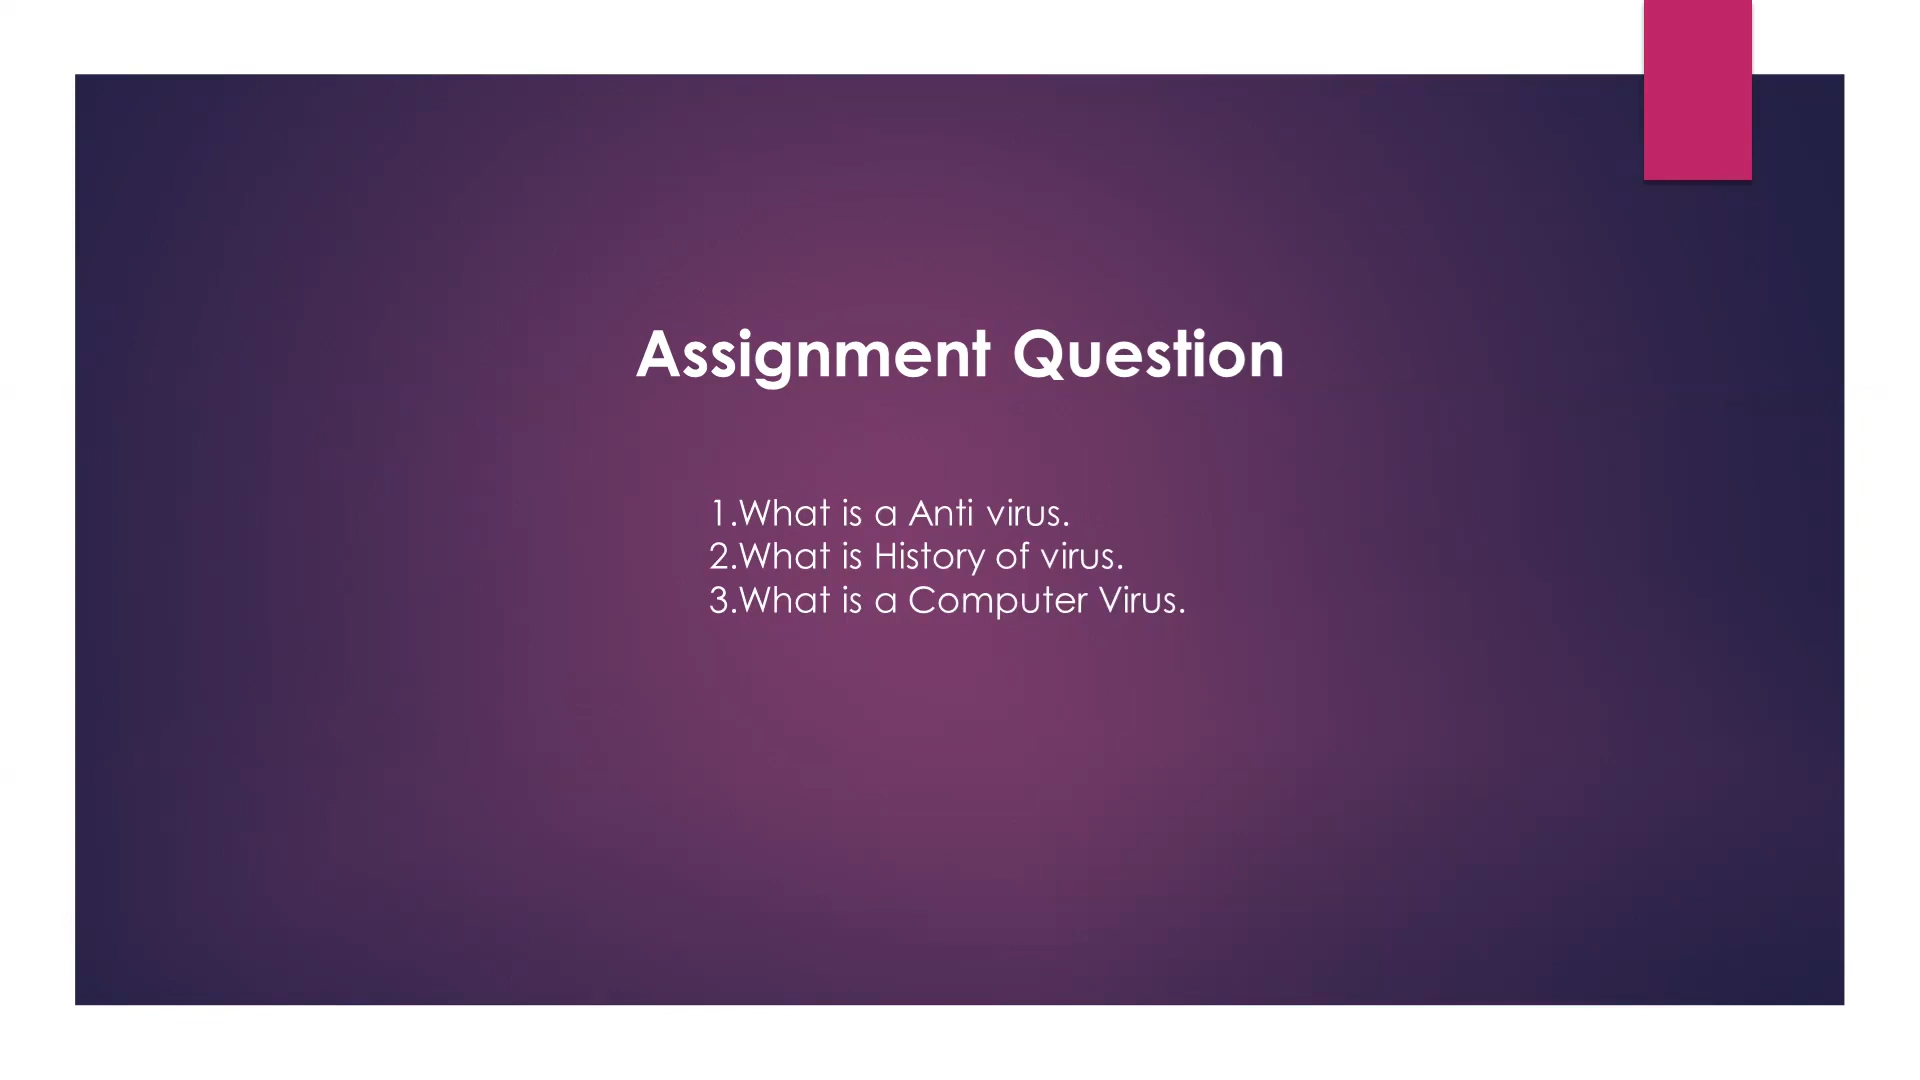 Assignment Question
1.What is a Anti virus.
2.What is History of virus.
3.What is a Computer Virus.